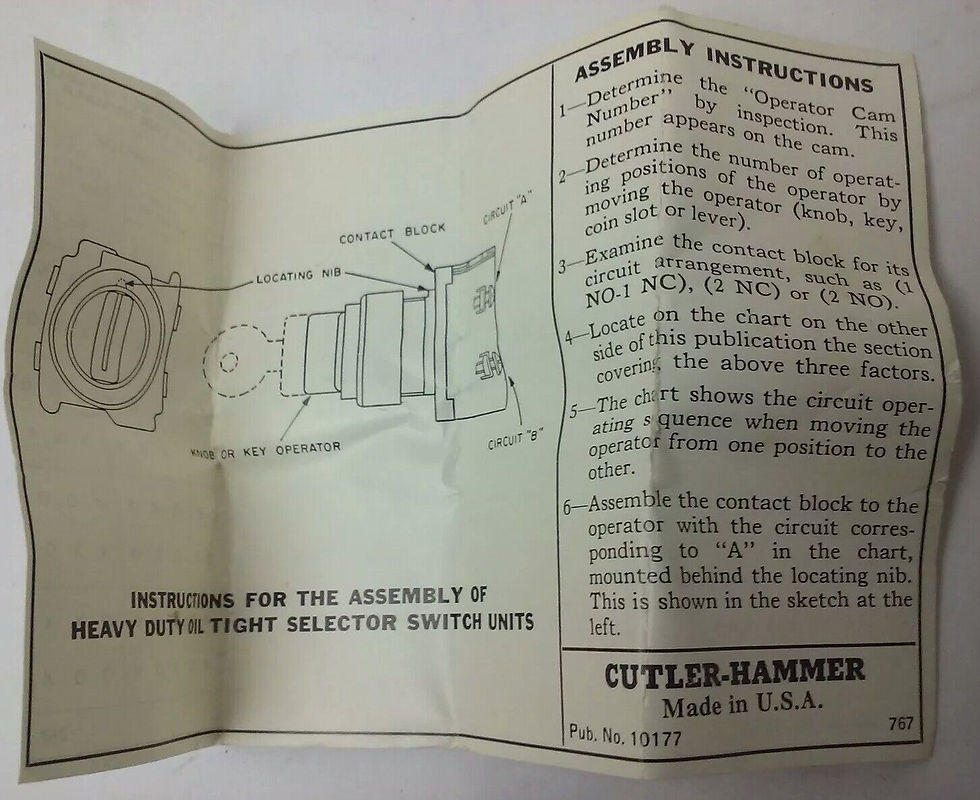 CONTACT BLOCK
CIRCUIT "A"
LOCATING NIB
KNOB OR KEY OPERATOR
CIRCUIT "B"
INSTRUCTIONS FOR THE ASSEMBLY OF
HEAVY DUTY OIL TIGHT SELECTOR SWITCH UNITS
ASSEMBLY INSTRUCTIONS
1—Determine the "Operator Cam
Number" by inspection. This
number appears on the cam.
2—Determine the number of operat-
ing positions of the operator by
moving the operator (knob, key,
coin slot or lever).
3—Examine the contact block for its
circuit arrangement, such as (1
NO-1 NC), (2 NC) or (2 NO).
4—Locate on the chart on the other
side of this publication the section
covering the above three factors.
5—The chart shows the circuit oper-
ating sequence when moving the
operator from one position to the
other.
6—Assemble the contact block to the
operator with the circuit corres-
ponding to "A" in the chart,
mounted behind the locating nib.
This is shown in the sketch at the
left.
CUTLER-HAMMER
Made in U.S.A.
Pub. No. 10177
767